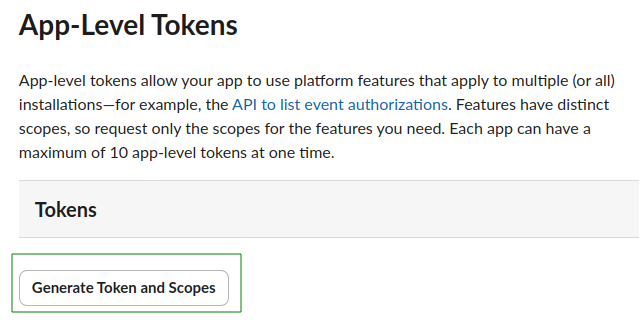 App-Level Tokens
App-level tokens allow your app to use platform features that apply to multiple (or all)
installations—for example, the API to list event authorizations. Features have distinct
scopes, so request only the scopes for the features you need. Each app can have a
maximum of 10 app-level tokens at one time.
Tokens
Generate Token and Scopes